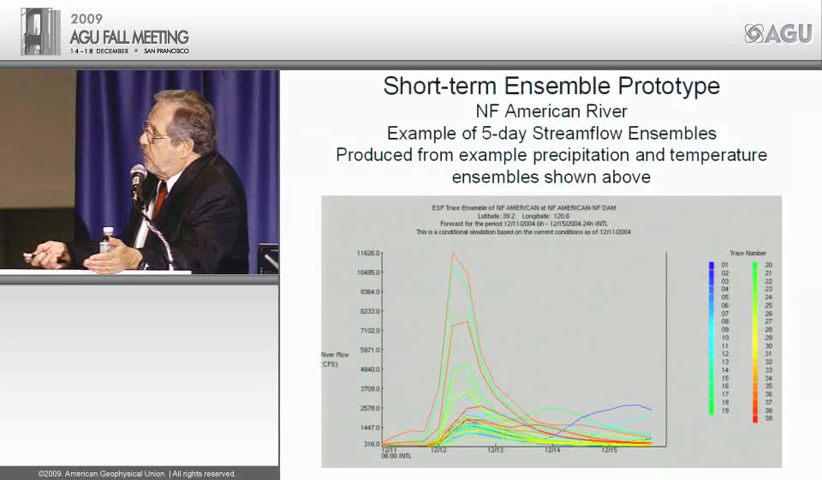 2009
AGU FALL MEETING
14 - 18 DECEMBER • SAN FRANCISCO
AGU
Short-term Ensemble Prototype
NF American River
Example of 5-day Streamflow Ensembles
Produced from example precipitation and temperature
ensembles shown above
ESP Trace Ensemble of NF AMERICAN at NF AMERICAN-NF DAM
Latitude: 39.2 Longitude: 120.6
Forecast for the period 12/11/2004 6h - 12/15/2004 24h INTL
This is a conditional simulation based on the current conditions as of 12/11/2004
11626.0
10495.0
9364.0
8233.0
7102.0
5971.0
4840.0
3709.0
2578.0
1447.0
316.0
River Flow
(CFS)
12/11
06:00 INTL
12/12
12/13
12/14
12/15
Trace Number
01 20
02 21
03 22
04 23
05 24
06 25
07 26
08 27
09 28
10 29
11 30
12 31
13 32
14 33
15 34
16 35
17 36
18 37
19 38
39
©2009. American Geophysical Union. | All rights reserved.